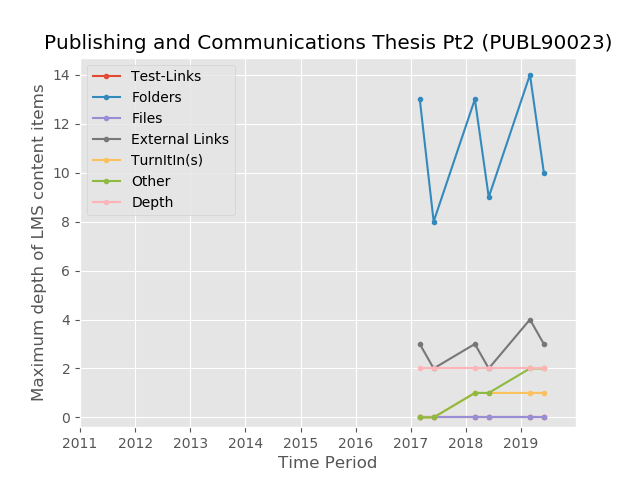 Publishing and Communications Thesis Pt2 (PUBL90023)
Test-Links
Folders
Files
External Links
TurnItIn(s)
Other
Depth
Maximum depth of LMS content items
14
12
10
8
6
4
2
0
2011 2012 2013 2014 2015 2016 2017 2018 2019
Time Period